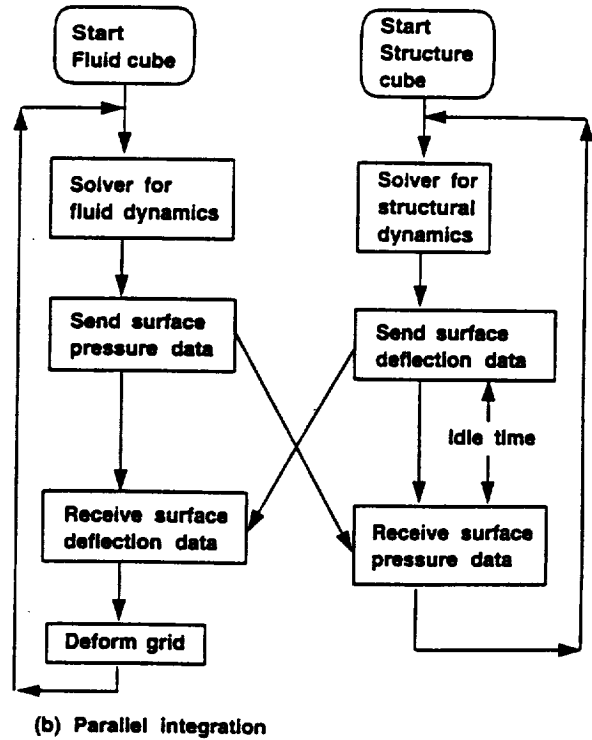 Start
Fluid cube
Solver for
fluid dynamics
Send surface
pressure data
Receive surface
deflection data
Deform grid
Start
Structure
cube
Solver for
structural
dynamics
Send surface
deflection data
Idle time
Receive surface
pressure data
(b) Parallel integration